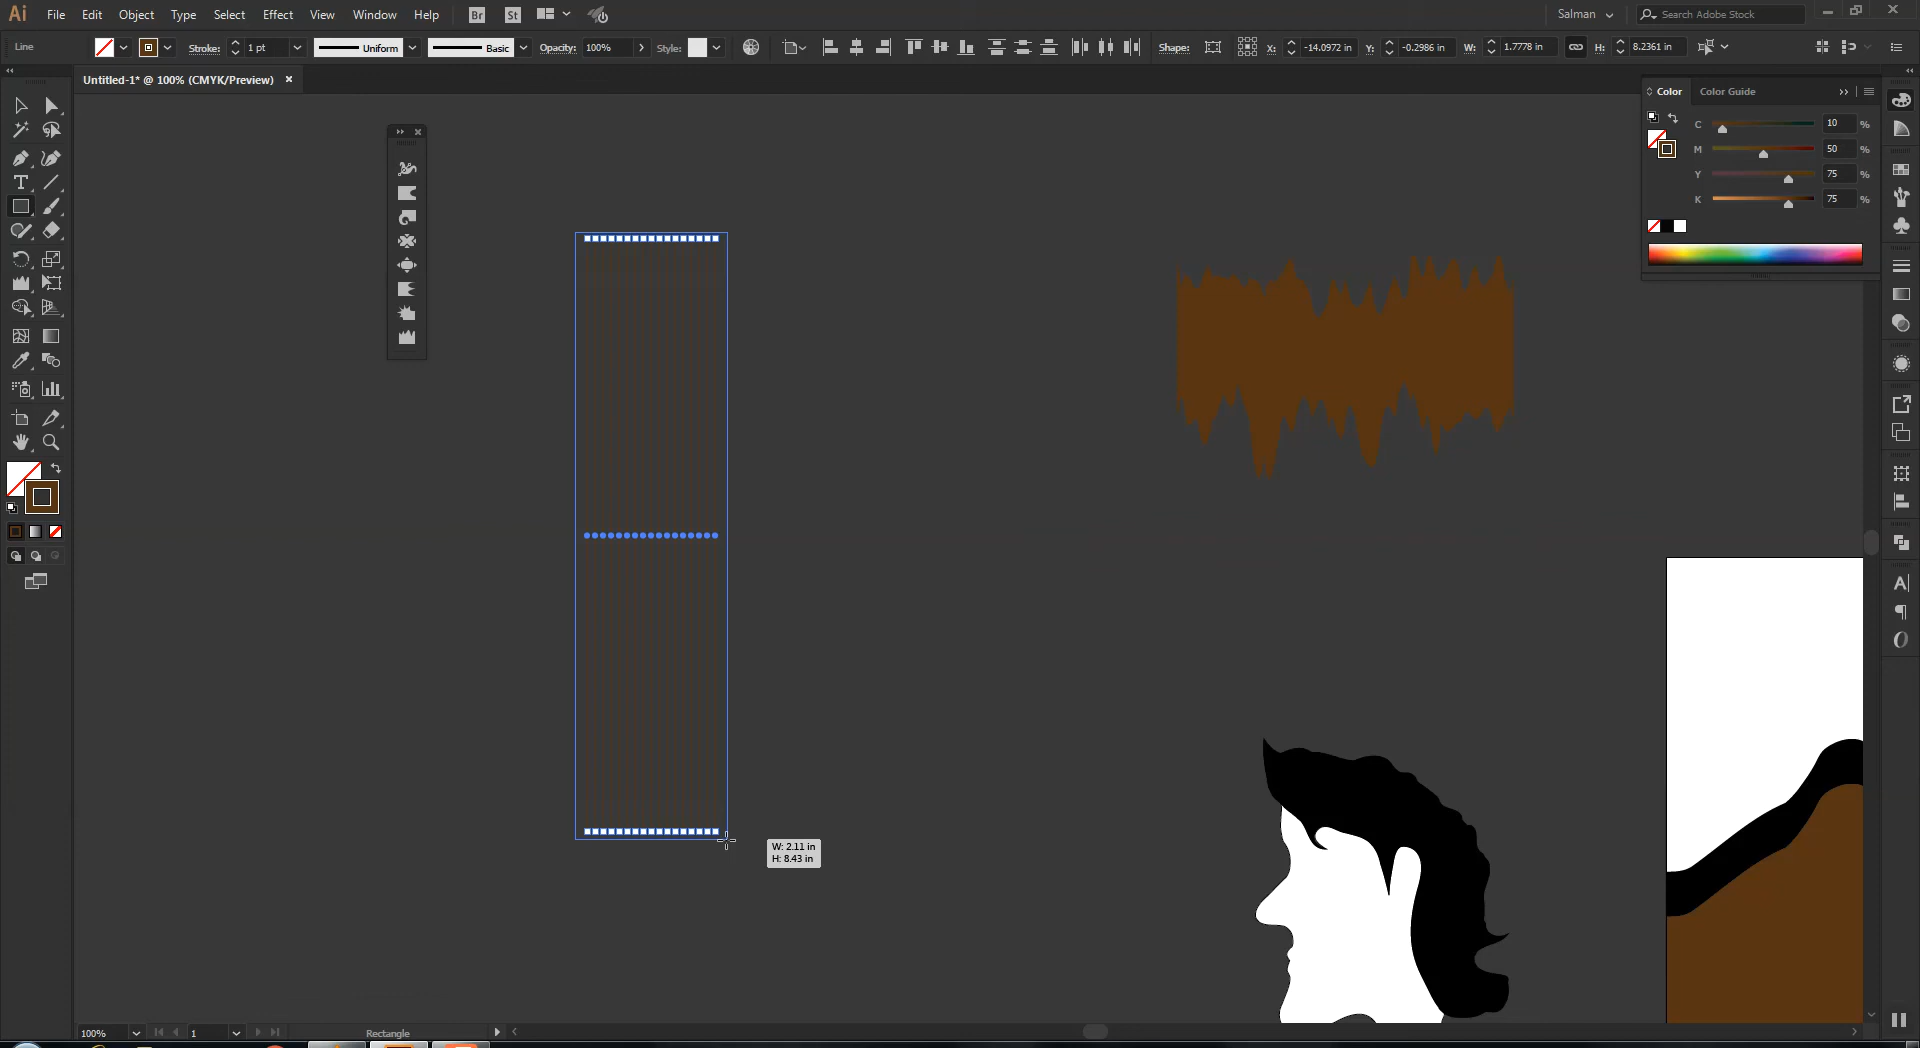 Ai File Edit Object Type Select Effect View Window Help Br St Salman Search Adobe Stock
Line Stroke: 1 pt Uniform Basic Opacity: 100% Style: Shape: X: -14.0972 in Y: -0.2986 in W: 1.7778 in H: 8.2361 in
Untitled-1* @ 100% (CMYK/Preview)
Color Color Guide
C 10 %
M 50 %
Y 75 %
K 75 %
W: 2.11 in
H: 8.43 in
100% 1 Rectangle